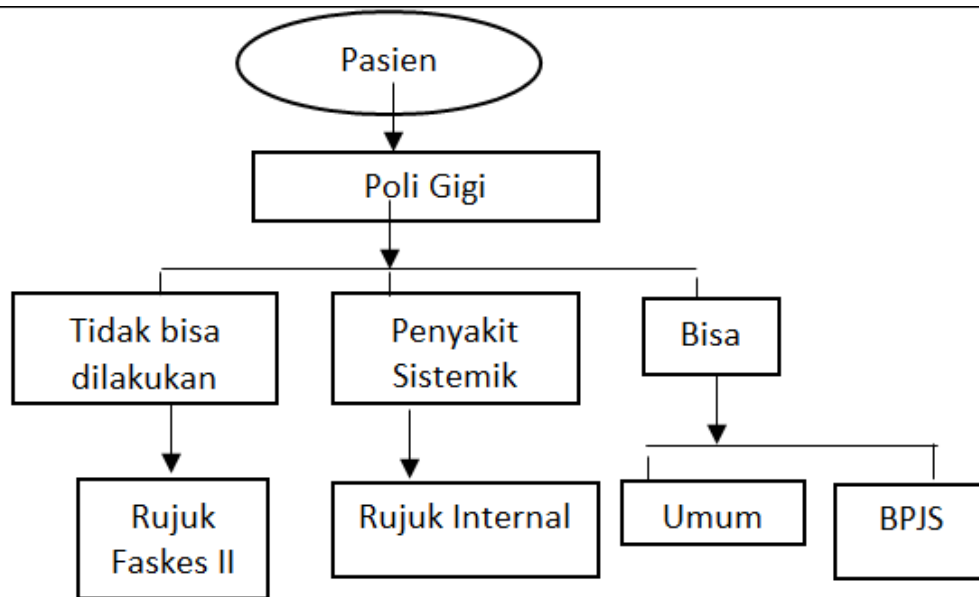 Pasien
Poli Gigi
Tidak bisa
dilakukan
Penyakit
Sistemik
Bisa
Rujuk
Faskes II
Rujuk Internal
Umum
BPJS